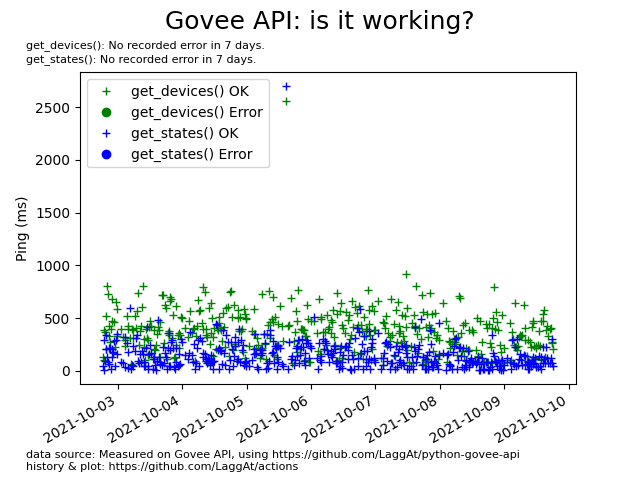 Govee API: is it working?
get_devices(): No recorded error in 7 days.
get_states(): No recorded error in 7 days.
get_devices() OK
get_devices() Error
get_states() OK
get_states() Error
Ping (ms)
2500
2000
1500
1000
500
0
2021-10-03
2021-10-04
2021-10-05
2021-10-06
2021-10-07
2021-10-08
2021-10-09
2021-10-10
data source: Measured on Govee API, using https://github.com/LaggAt/python-govee-api
history & plot: https://github.com/LaggAt/actions